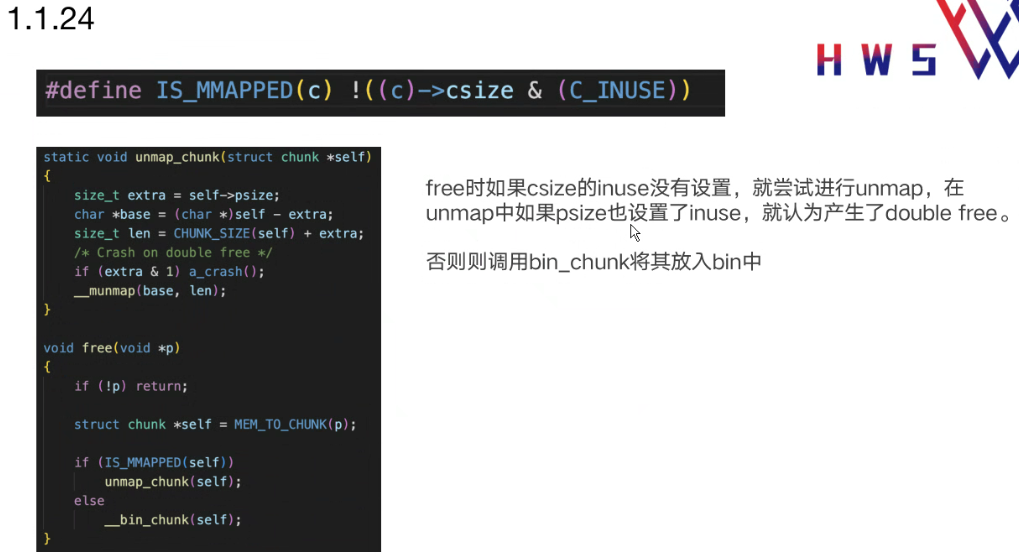 1.1.24
HWS
#define IS_MMAPPED(c) !((c)->csize & (C_INUSE))
static void unmap_chunk(struct chunk *self)
{
    size_t extra = self->psize;
    char *base = (char *)self - extra;
    size_t len = CHUNK_SIZE(self) + extra;
    /* Crash on double free */
    if (extra & 1) a_crash();
    __munmap(base, len);
}
void free(void *p)
{
    if (!p) return;
    struct chunk *self = MEM_TO_CHUNK(p);
    if (IS_MMAPPED(self))
        unmap_chunk(self);
    else
        __bin_chunk(self);
}
free时如果csize的inuse没有设置，就尝试进行unmap，在
unmap中如果psize也设置了inuse，就认为产生了double free。
否则则调用bin_chunk将其放入bin中